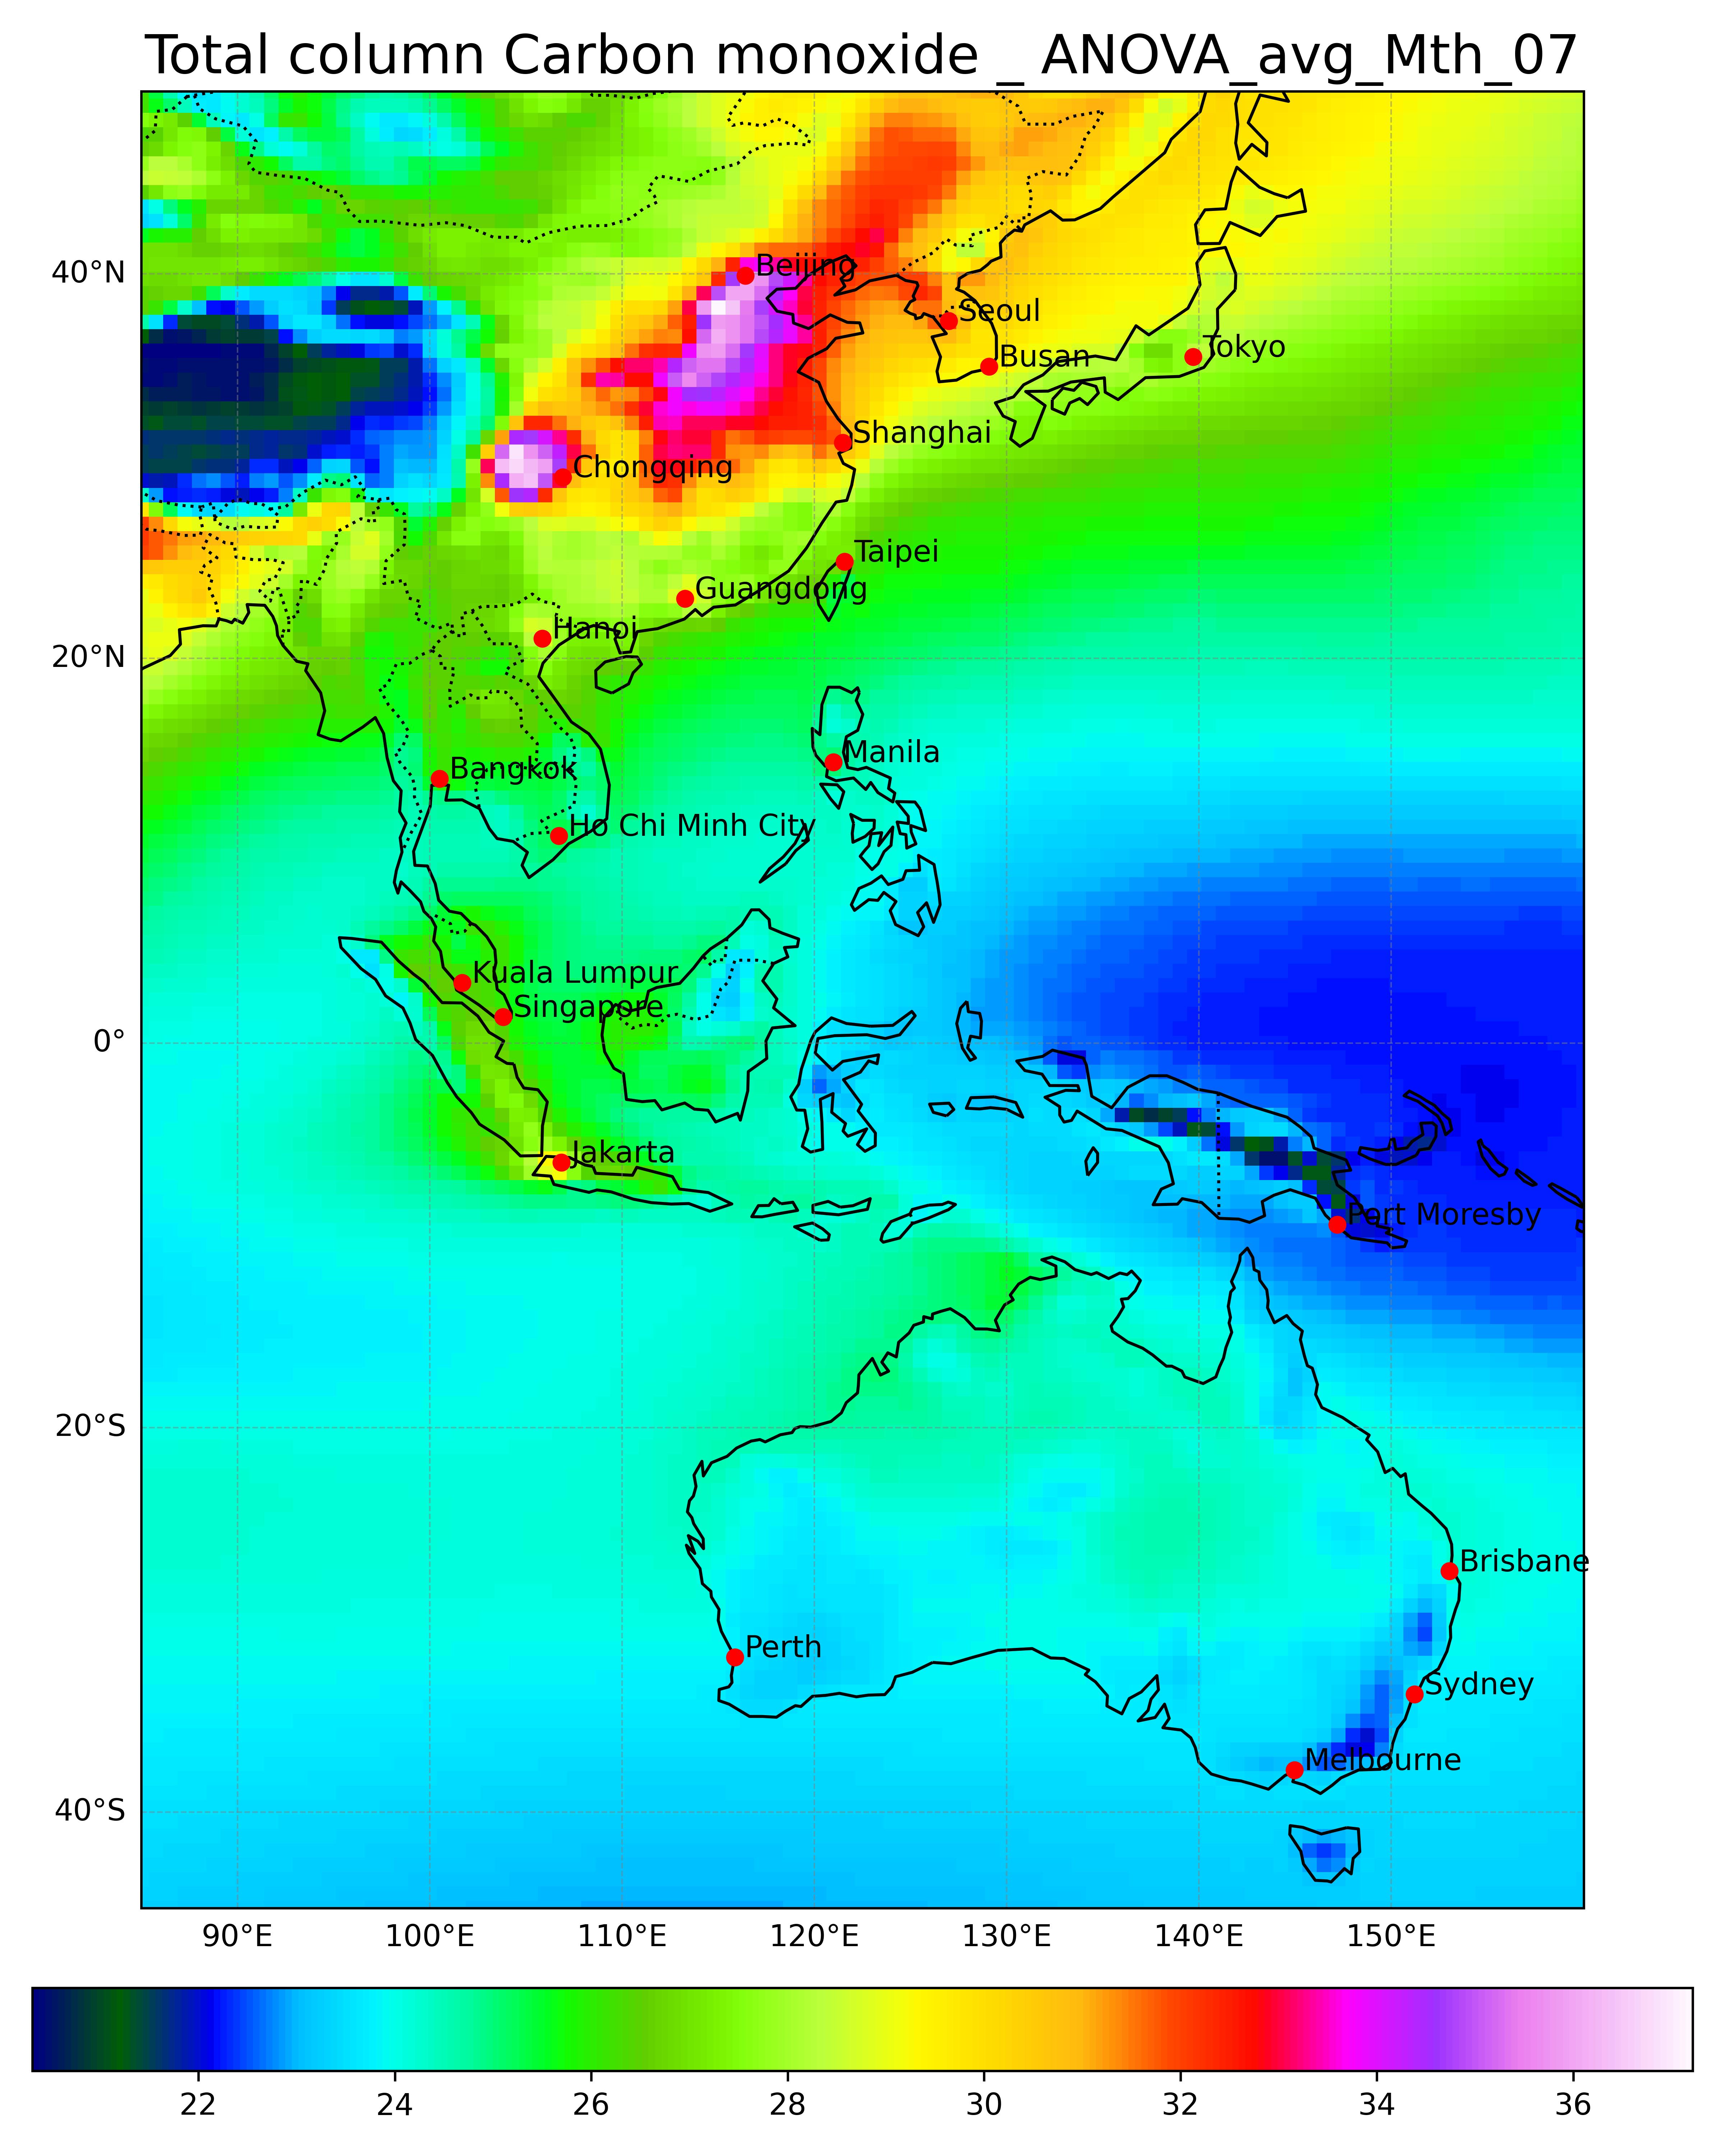 Total column Carbon monoxide _ ANOVA_avg_Mth_07
40°N
20°N
0°
20°S
40°S
Beijing
Seoul
Busan
Tokyo
Shanghai
Chongqing
Taipei
Guangdong
Hanoi
Manila
Bangkok
Ho Chi Minh City
Kuala Lumpur
Singapore
Jakarta
Port Moresby
Brisbane
Perth
Sydney
Melbourne
90°E 100°E 110°E 120°E 130°E 140°E 150°E
22 24 26 28 30 32 34 36